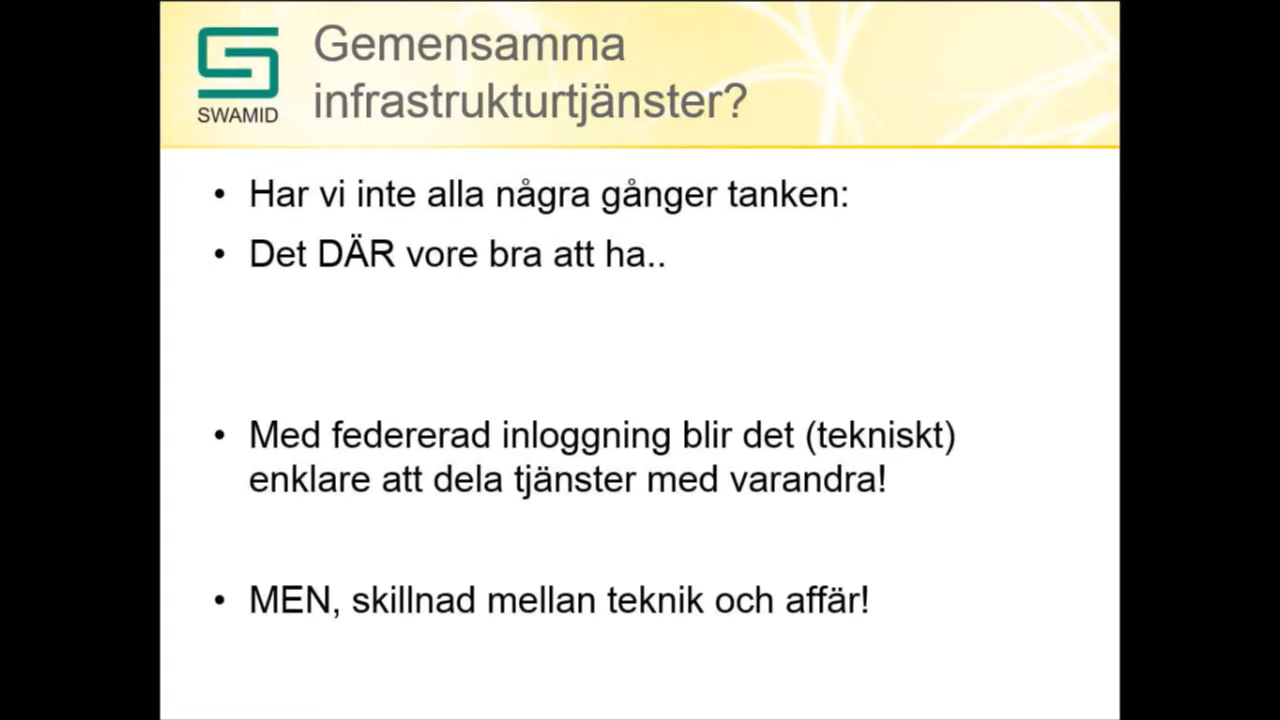 SWAMID
Gemensamma
infrastrukturtjänster?
• Har vi inte alla några gånger tanken:
• Det DÄR vore bra att ha..
• Med federerad inloggning blir det (tekniskt)
enklare att dela tjänster med varandra!
• MEN, skillnad mellan teknik och affär!